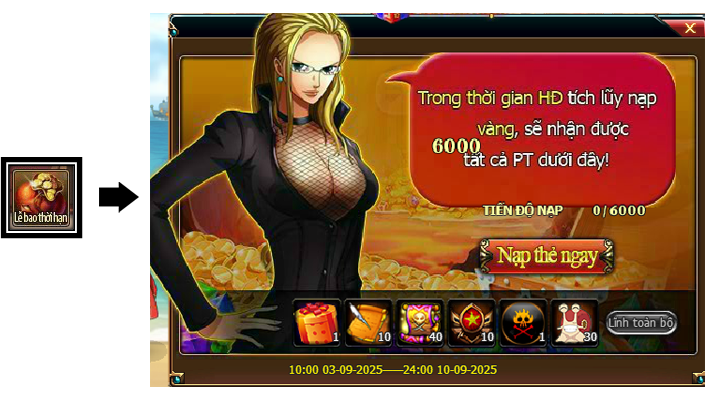 Lễ bao thời hạn
Trong thời gian HĐ tích lũy nạp
6000 vàng, sẽ nhận được
tất cả PT dưới đây!
TIẾN ĐỘ NẠP 0/6000
Nạp thẻ ngay
1 10 40 10 1 30
Lĩnh toàn bộ
10:00 03-09-2025——24:00 10-09-2025